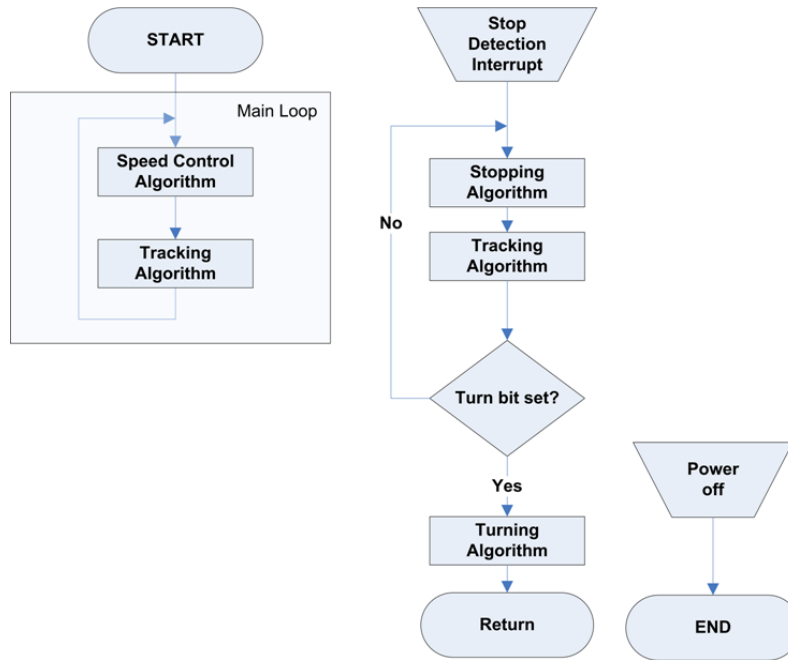 START
Main Loop
Speed Control
Algorithm
Tracking
Algorithm
Stop
Detection
Interrupt
Stopping
Algorithm
No
Tracking
Algorithm
Turn bit set?
Yes
Turning
Algorithm
Return
Power
off
END